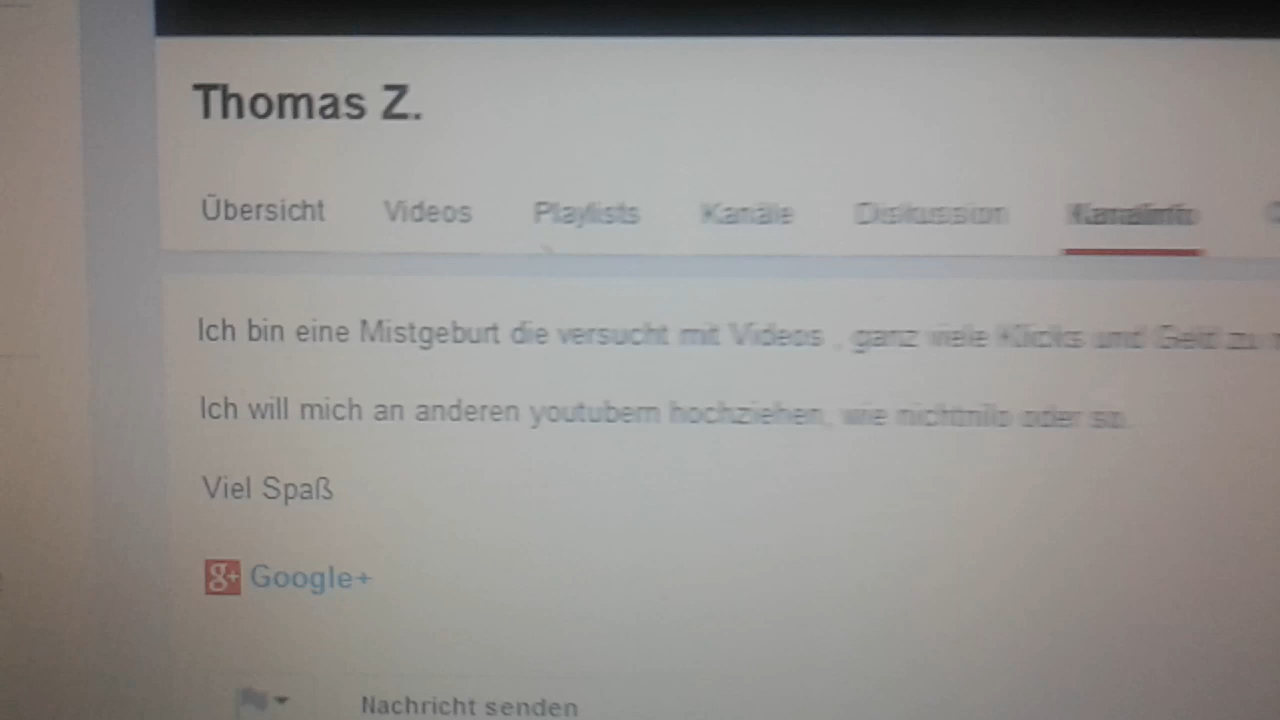 Thomas Z.
Übersicht Videos Playlists Kanäle Diskussion Kanalinfo
Ich bin eine Mistgeburt die versucht mit Videos , ganz viele Klicks und Geld zu
Ich will mich an anderen youtubern hochziehen, wie oder so.
Viel Spaß
g+ Google+
Nachricht senden